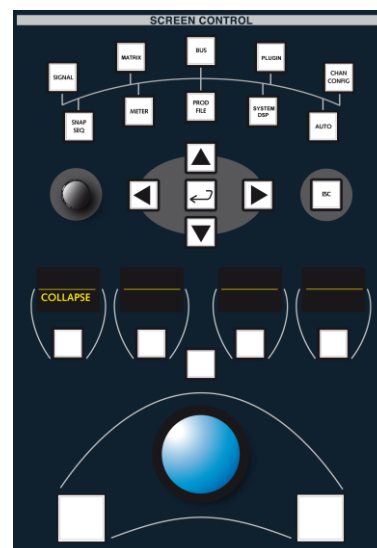 SCREEN CONTROL
BUS
MATRIX
PLUGIN
SIGNAL
CHAN
CONFIG
SNAP
SEQ
METER
PROD
FILE
SYSTEM
DSP
AUTO
ISC
COLLAPSE